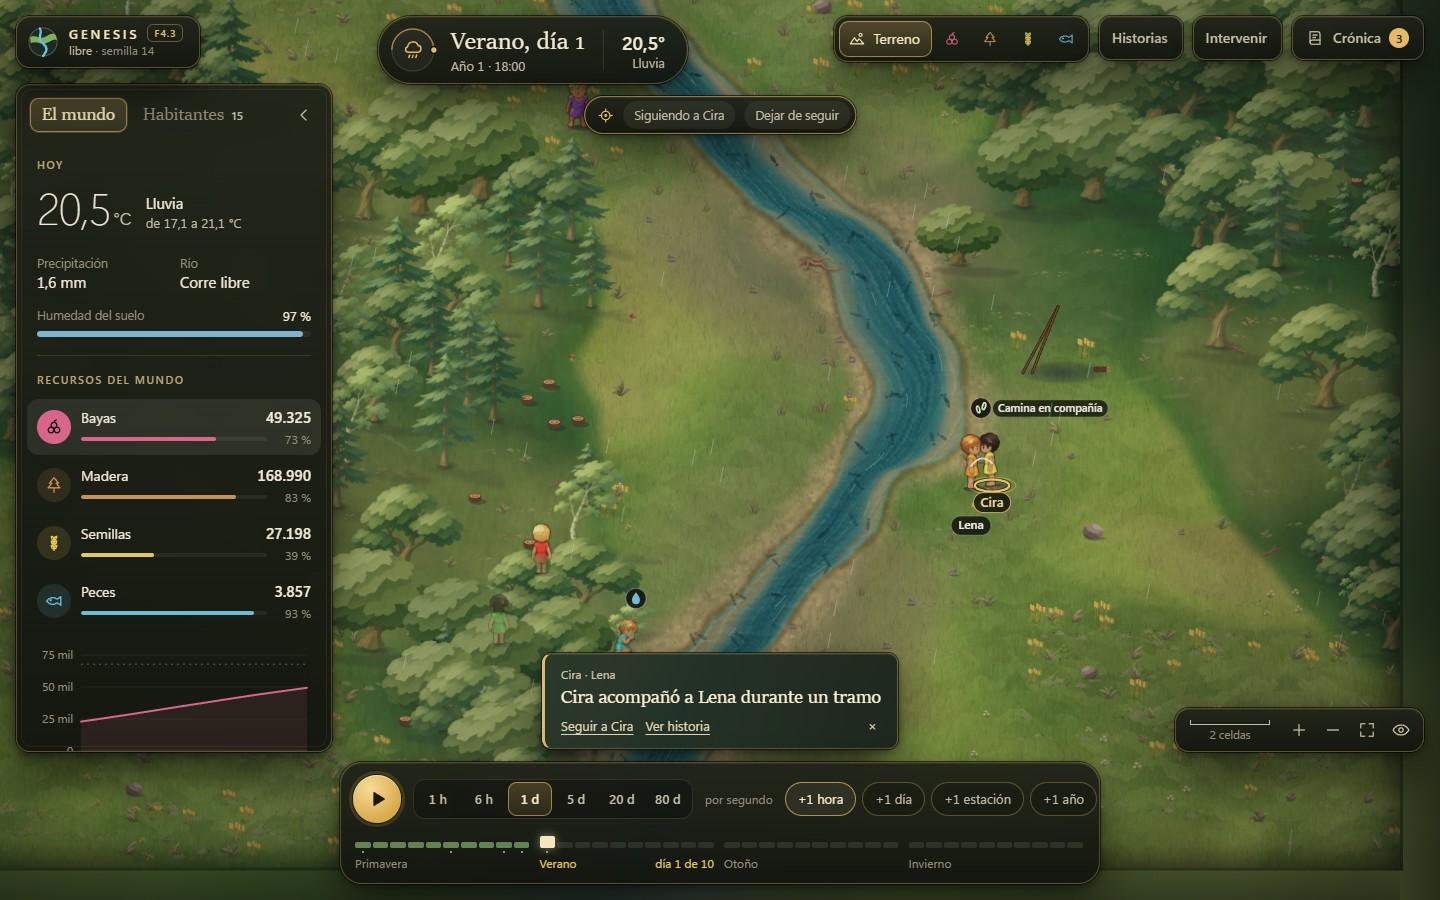 GENESIS F4.3
libre · semilla 14
Verano, día 1
Año 1 · 18:00
20,5°
Lluvia
Terreno
Historias
Intervenir
Crónica 3
Siguiendo a Cira
Dejar de seguir
El mundo
Habitantes 15
HOY
20,5 °C
Lluvia
de 17,1 a 21,1 °C
Precipitación
1,6 mm
Río
Corre libre
Humedad del suelo 97 %
RECURSOS DEL MUNDO
Bayas 49.325
73 %
Madera 168.990
83 %
Semillas 27.198
39 %
Peces 3.857
93 %
75 mil
50 mil
25 mil
0
Camina en compañía
Cira
Lena
Cira · Lena
Cira acompañó a Lena durante un tramo
Seguir a Cira Ver historia ×
2 celdas
1 h 6 h 1 d 5 d 20 d 80 d por segundo +1 hora +1 día +1 estación +1 año
Primavera Verano día 1 de 10 Otoño Invierno